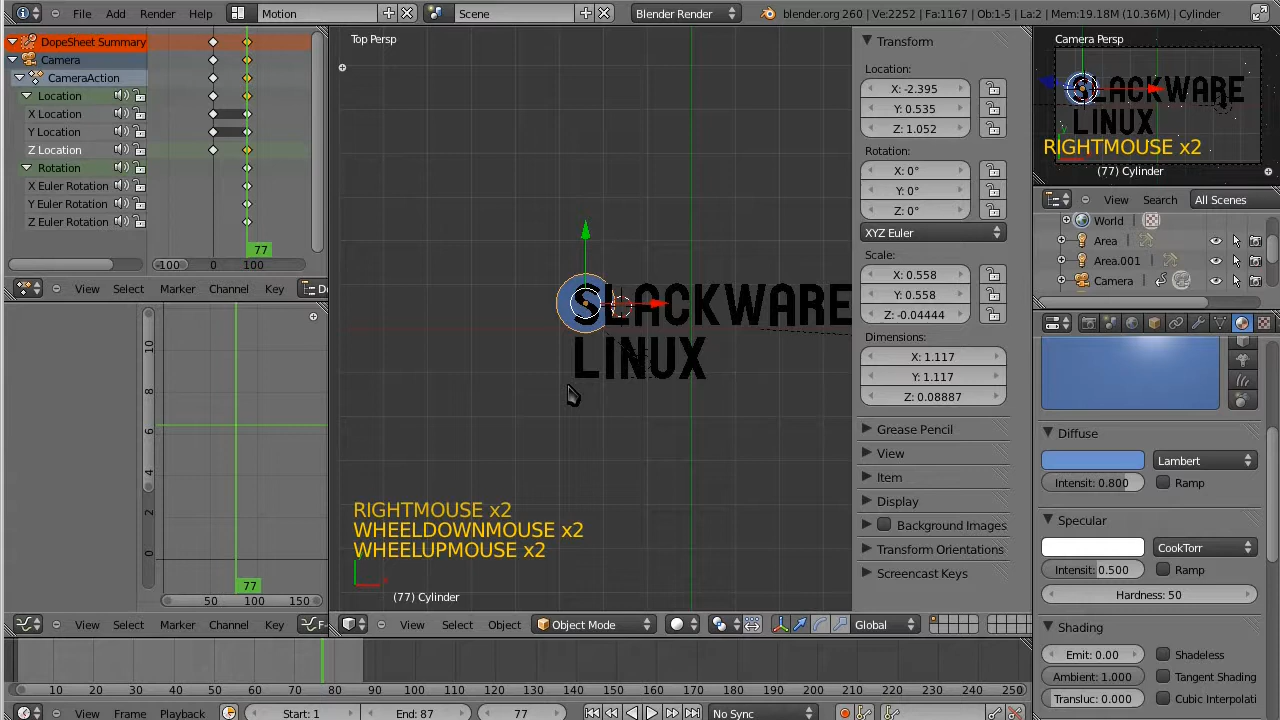 File Add Render Help Motion Scene Blender Render blender.org 260 | Ve:2252 | Fa:1167 | Ob:1-5 | La:2 | Mem:19.18M (10.36M) | Cylinder
DopeSheet Summary
Camera
CameraAction
Location
X Location
Y Location
Z Location
Rotation
X Euler Rotation
Y Euler Rotation
Z Euler Rotation
77
-100 0 100
View Select Marker Channel Key
10
8
6
4
2
0
77
50 100 150
View Select Marker Channel Key
Top Persp
SLACKWARE
LINUX
RIGHTMOUSE x2
WHEELDOWNMOUSE x2
WHEELUPMOUSE x2
(77) Cylinder
View Select Object Object Mode Global
Transform
Location:
X: -2.395
Y: 0.535
Z: 1.052
Rotation:
X: 0°
Y: 0°
Z: 0°
XYZ Euler
Scale:
X: 0.558
Y: 0.558
Z: -0.04444
Dimensions:
X: 1.117
Y: 1.117
Z: 0.08887
Grease Pencil
View
Item
Display
Background Images
Transform Orientations
Screencast Keys
Camera Persp
SLACKWARE
LINUX
RIGHTMOUSE x2
(77) Cylinder
View Search All Scenes
World
Area
Area.001
Camera
Diffuse
Lambert
Intensit: 0.800 Ramp
Specular
CookTorr
Intensit: 0.500 Ramp
Hardness: 50
Shading
Emit: 0.00 Shadeless
Ambient: 1.000 Tangent Shading
Transluc: 0.000 Cubic Interpolati
10 20 30 40 50 60 70 80 90 100 110 120 130 140 150 160 170 180 190 200 210 220 230 240 250
View Frame Playback Start: 1 End: 87 77 No Sync